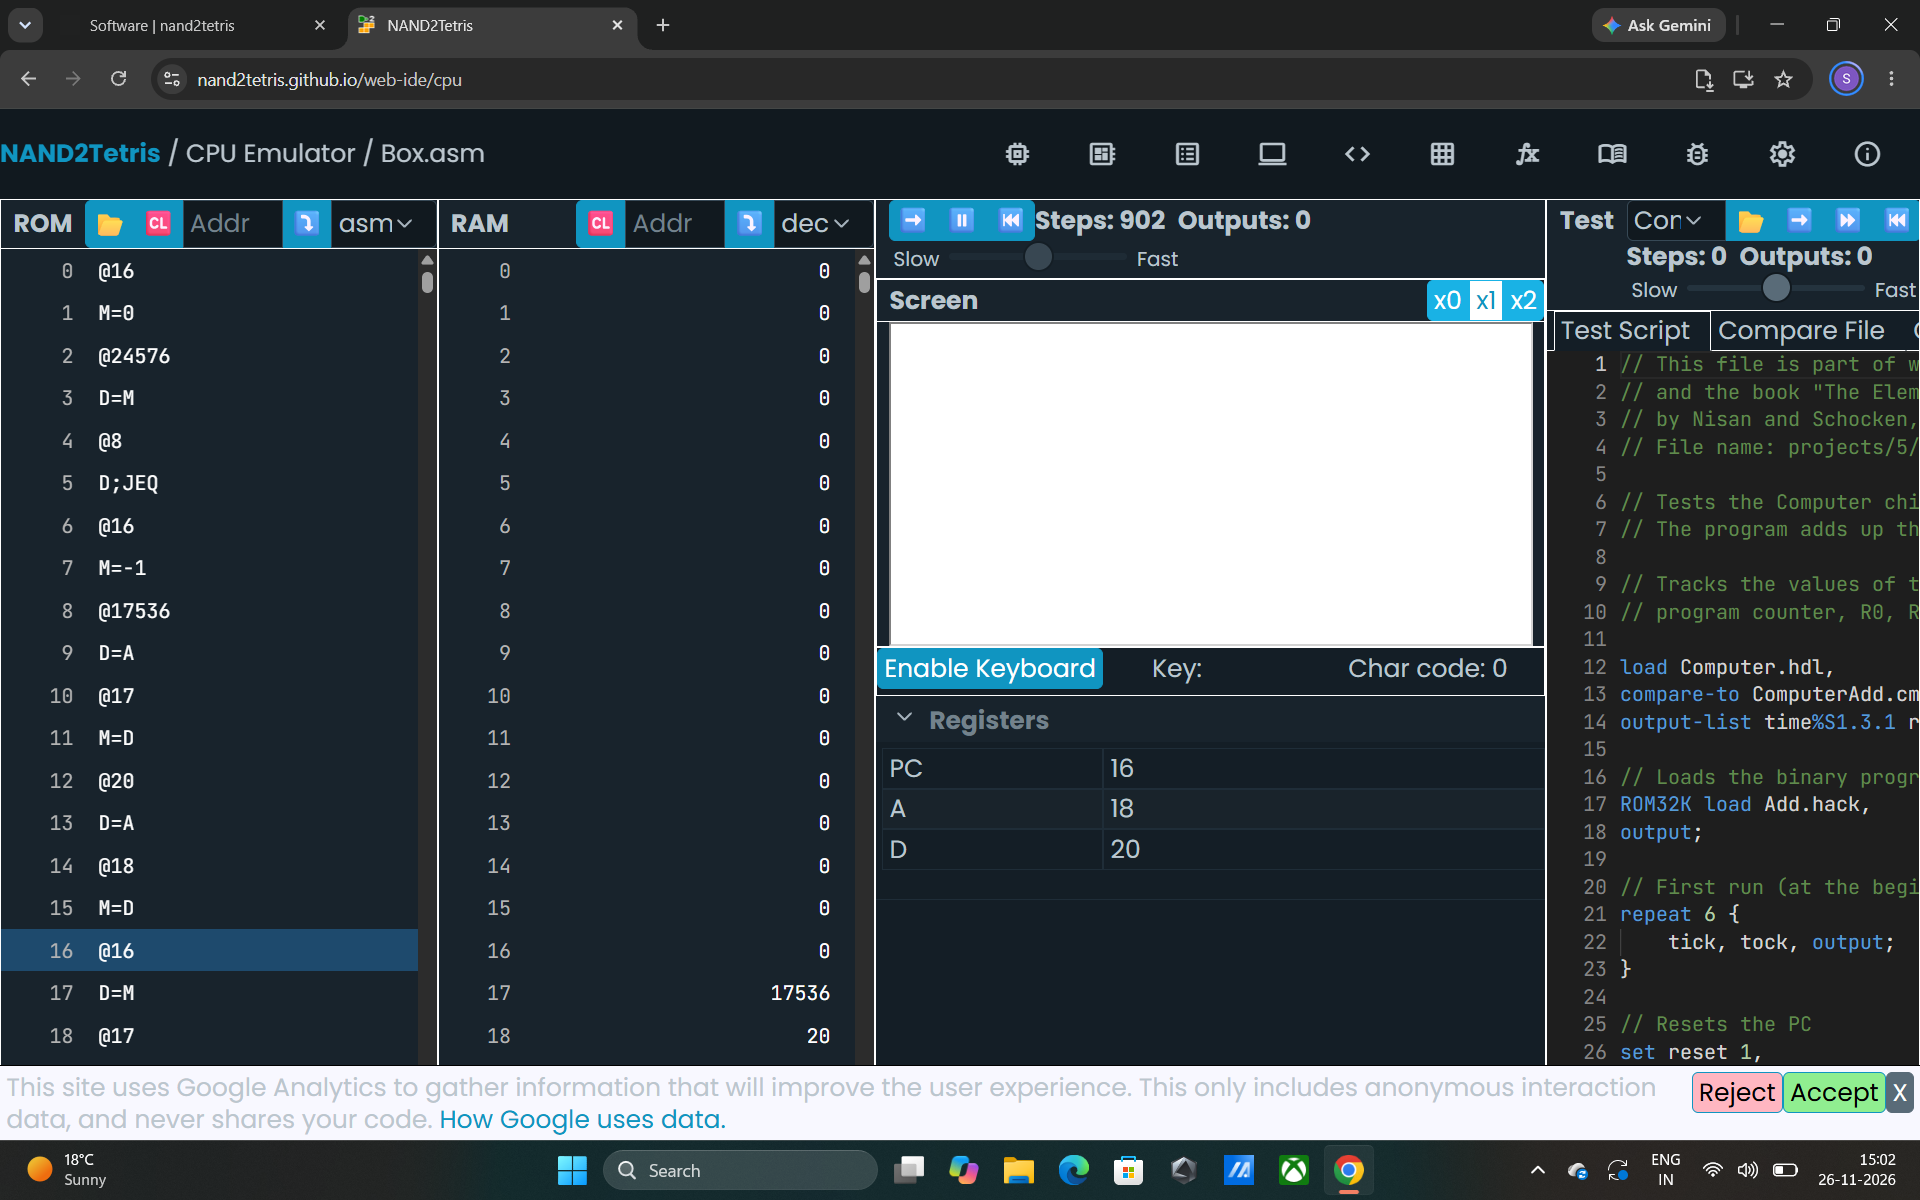 Software | nand2tetris
NAND2Tetris
Ask Gemini
nand2tetris.github.io/web-ide/cpu
S
NAND2Tetris / CPU Emulator / Box.asm
ROM CL Addr asm
0 @16
1 M=0
2 @24576
3 D=M
4 @8
5 D;JEQ
6 @16
7 M=-1
8 @17536
9 D=A
10 @17
11 M=D
12 @20
13 D=A
14 @18
15 M=D
16 @16
17 D=M
18 @17
RAM CL Addr dec
0 0
1 0
2 0
3 0
4 0
5 0
6 0
7 0
8 0
9 0
10 0
11 0
12 0
13 0
14 0
15 0
16 0
17 17536
18 20
Steps: 902 Outputs: 0
Slow Fast
Screen x0 x1 x2
Enable Keyboard Key: Char code: 0
Registers
PC 16
A 18
D 20
Test Cor
Steps: 0 Outputs: 0
Slow Fast
Test Script Compare File
1 // This file is part of w
2 // and the book "The Elem
3 // by Nisan and Schocken,
4 // File name: projects/5/
5
6 // Tests the Computer chi
7 // The program adds up th
8
9 // Tracks the values of t
10 // program counter, R0, R
11
12 load Computer.hdl,
13 compare-to ComputerAdd.cm
14 output-list time%S1.3.1 r
15
16 // Loads the binary progr
17 ROM32K load Add.hack,
18 output;
19
20 // First run (at the begi
21 repeat 6 {
22 tick, tock, output;
23 }
24
25 // Resets the PC
26 set reset 1,
This site uses Google Analytics to gather information that will improve the user experience. This only includes anonymous interaction
data, and never shares your code. How Google uses data.
Reject Accept X
18°C
Sunny
Search
ENG
IN
15:02
26-11-2026